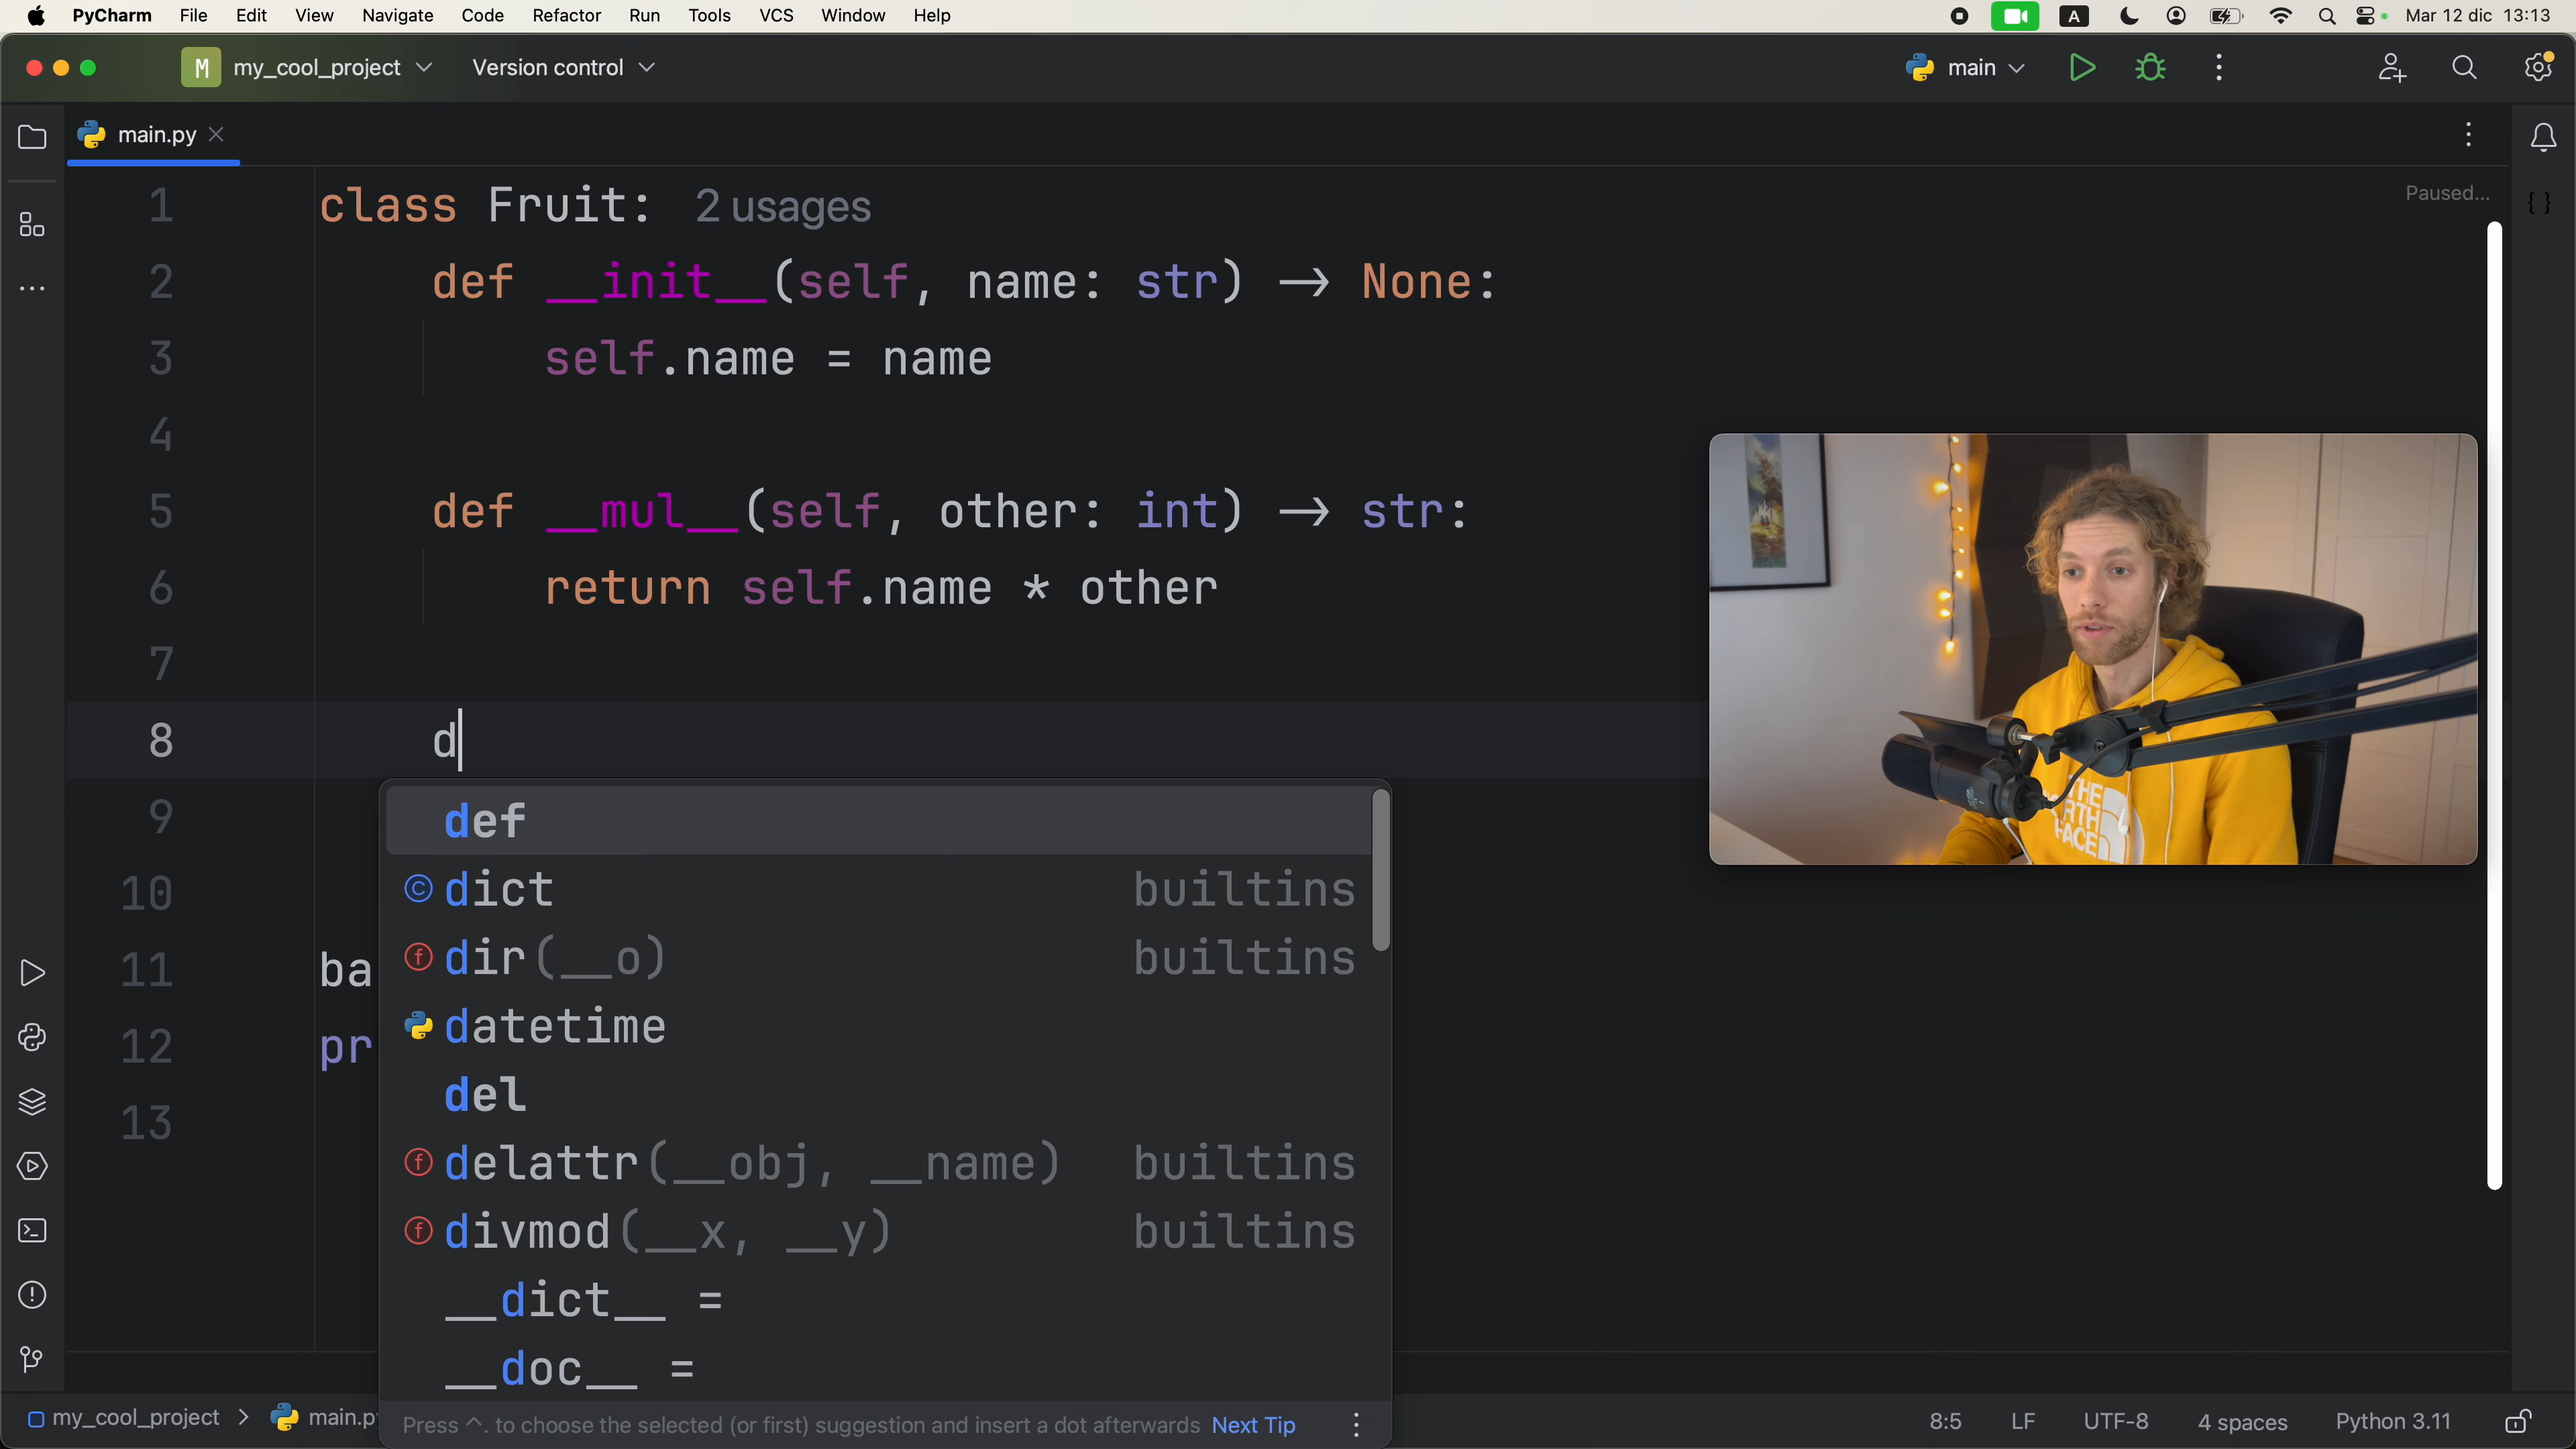 PyCharm File Edit View Navigate Code Refactor Run Tools VCS Window Help A Mar 12 dic 13:13
M my_cool_project Version control main
main.py
Paused...
1 class Fruit: 2 usages
2 def __init__(self, name: str) -> None:
3 self.name = name
4
5 def __mul__(self, other: int) -> str:
6 return self.name * other
7
8 d
9
10
11 ba
12 pr
13
def
dict builtins
dir(__o) builtins
datetime
del
delattr(__obj, __name) builtins
divmod(__x, __y) builtins
__dict__ =
__doc__ =
Press ^. to choose the selected (or first) suggestion and insert a dot afterwards Next Tip
THE
NORTH
FACE
my_cool_project > main.py 8:5 LF UTF-8 4 spaces Python 3.11